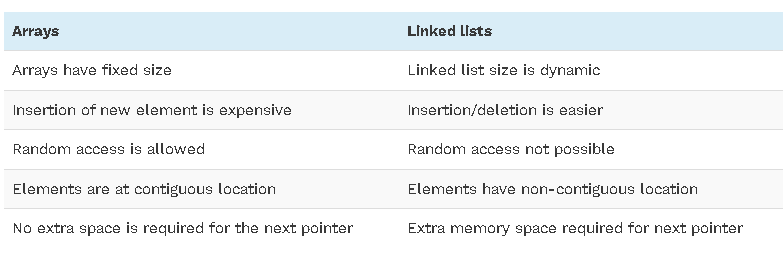 Arrays Linked lists
Arrays have fixed size Linked list size is dynamic
Insertion of new element is expensive Insertion/deletion is easier
Random access is allowed Random access not possible
Elements are at contiguous location Elements have non-contiguous location
No extra space is required for the next pointer Extra memory space required for next pointer